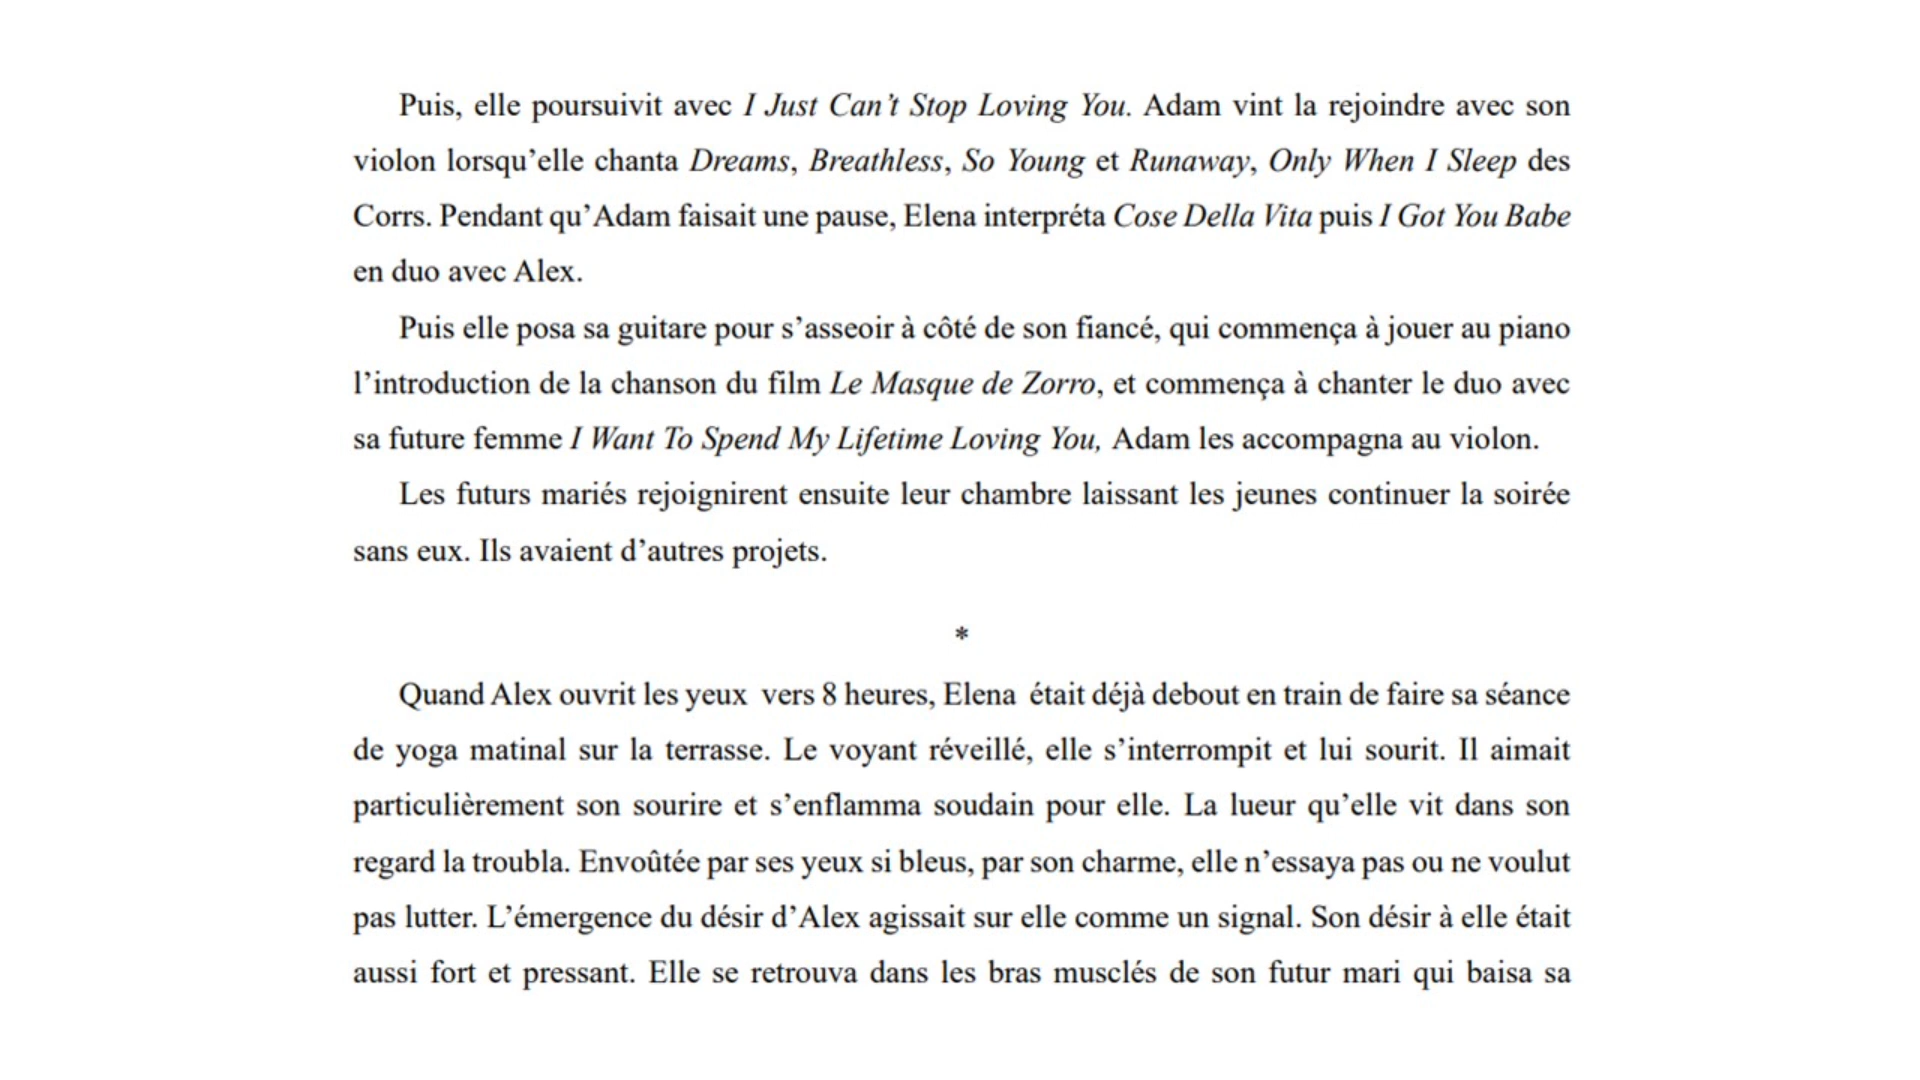 Puis, elle poursuivit avec I Just Can’t Stop Loving You. Adam vint la rejoindre avec son
violon lorsqu’elle chanta Dreams, Breathless, So Young et Runaway, Only When I Sleep des
Corrs. Pendant qu’Adam faisait une pause, Elena interpréta Cose Della Vita puis I Got You Babe
en duo avec Alex.
Puis elle posa sa guitare pour s’asseoir à côté de son fiancé, qui commença à jouer au piano
l’introduction de la chanson du film Le Masque de Zorro, et commença à chanter le duo avec
sa future femme I Want To Spend My Lifetime Loving You, Adam les accompagna au violon.
Les futurs mariés rejoignirent ensuite leur chambre laissant les jeunes continuer la soirée
sans eux. Ils avaient d’autres projets.
*
Quand Alex ouvrit les yeux  vers 8 heures, Elena  était déjà debout en train de faire sa séance
de yoga matinal sur la terrasse. Le voyant réveillé, elle s’interrompit et lui sourit. Il aimait
particulièrement son sourire et s’enflamma soudain pour elle. La lueur qu’elle vit dans son
regard la troubla. Envoûtée par ses yeux si bleus, par son charme, elle n’essaya pas ou ne voulut
pas lutter. L’émergence du désir d’Alex agissait sur elle comme un signal. Son désir à elle était
aussi fort et pressant. Elle se retrouva dans les bras musclés de son futur mari qui baisa sa